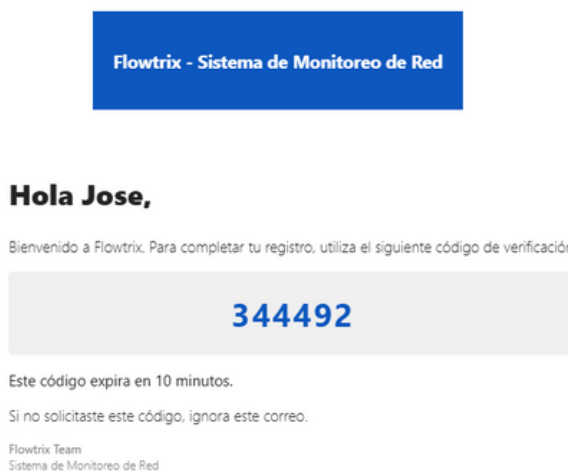 Flowtrix - Sistema de Monitoreo de Red
Hola Jose,
Bienvenido a Flowtrix. Para completar tu registro, utiliza el siguiente código de verificación
344492
Este código expira en 10 minutos.
Si no solicitaste este código, ignora este correo.
Flowtrix Team
Sistema de Monitoreo de Red